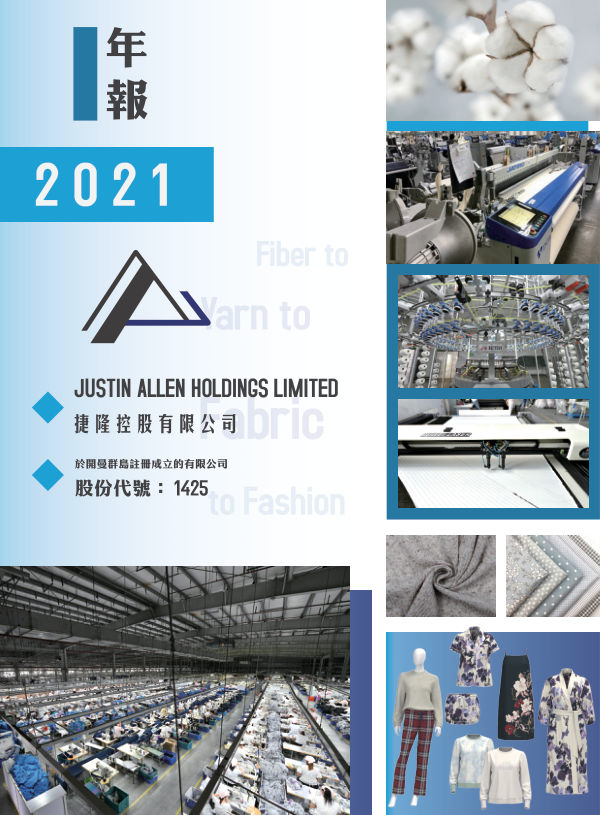 年
報
2021
Fiber to
Yarn to
Fabric
to Fashion
JUSTIN ALLEN HOLDINGS LIMITED
捷隆控股有限公司
於開曼群島註冊成立的有限公司
股份代號：1425